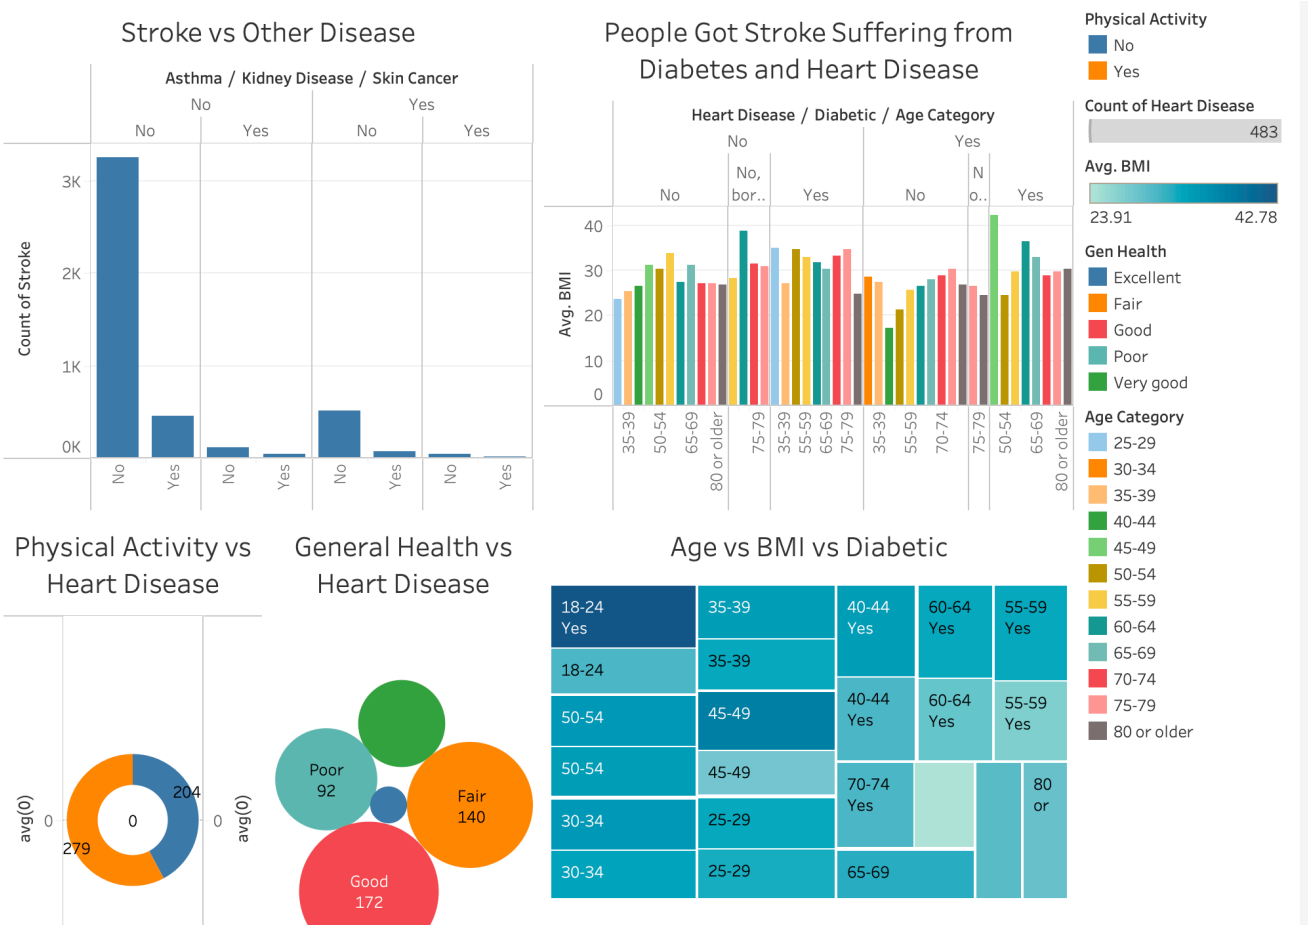 Stroke vs Other Disease
Asthma / Kidney Disease / Skin Cancer
No
Yes
No
Yes
No
Yes
Count of Stroke
3K
2K
1K
0K
No
Yes
No
Yes
No
Yes
No
Yes
People Got Stroke Suffering from
Diabetes and Heart Disease
Heart Disease / Diabetic / Age Category
No
Yes
No
No,
bor..
Yes
No
N
o..
Yes
Avg. BMI
40
30
20
10
0
35-39
50-54
65-69
80 or older
75-79
35-39
55-59
65-69
75-79
35-39
55-59
70-74
75-79
50-54
65-69
80 or older
Physical Activity
No
Yes
Count of Heart Disease
483
Avg. BMI
23.91
42.78
Gen Health
Excellent
Fair
Good
Poor
Very good
Age Category
25-29
30-34
35-39
40-44
45-49
50-54
55-59
60-64
65-69
70-74
75-79
80 or older
Physical Activity vs
Heart Disease
avg(0)
0
204
0
279
0
avg(0)
General Health vs
Heart Disease
Poor
92
Fair
140
Good
172
Age vs BMI vs Diabetic
18-24
Yes
18-24
50-54
50-54
30-34
30-34
35-39
35-39
45-49
45-49
25-29
25-29
40-44
Yes
60-64
Yes
55-59
Yes
40-44
Yes
60-64
Yes
55-59
Yes
70-74
Yes
80
or
65-69